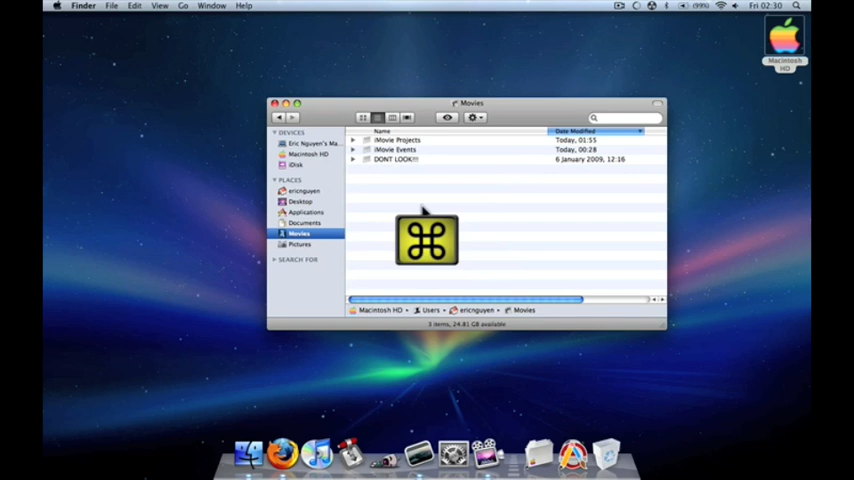 Finder File Edit View Go Window Help (99%) Fri 02:30
Macintosh HD
Movies
Name Date Modified
DEVICES
Eric Nguyen's Ma...
Macintosh HD
iDisk
PLACES
ericnguyen
Desktop
Applications
Documents
Movies
Pictures
SEARCH FOR
iMovie Projects Today, 01:55
iMovie Events Today, 00:28
DONT LOOK!!! 6 January 2009, 12:16
Macintosh HD Users ericnguyen Movies
3 items, 24.81 GB available